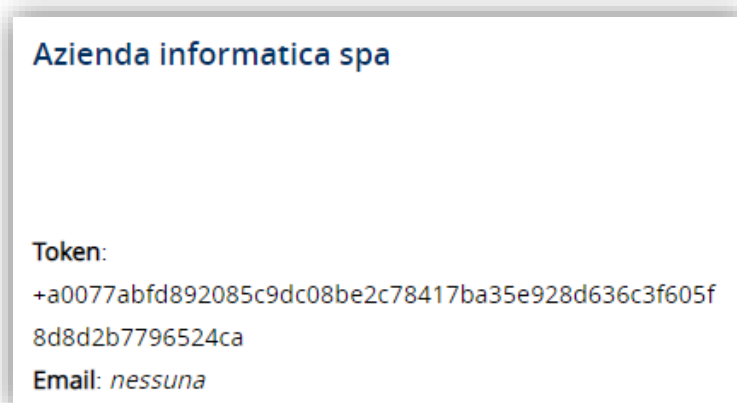 Azienda informatica spa
Token:
+a0077abfd892085c9dc08be2c78417ba35e928d636c3f605f
8d8d2b7796524ca
Email: nessuna